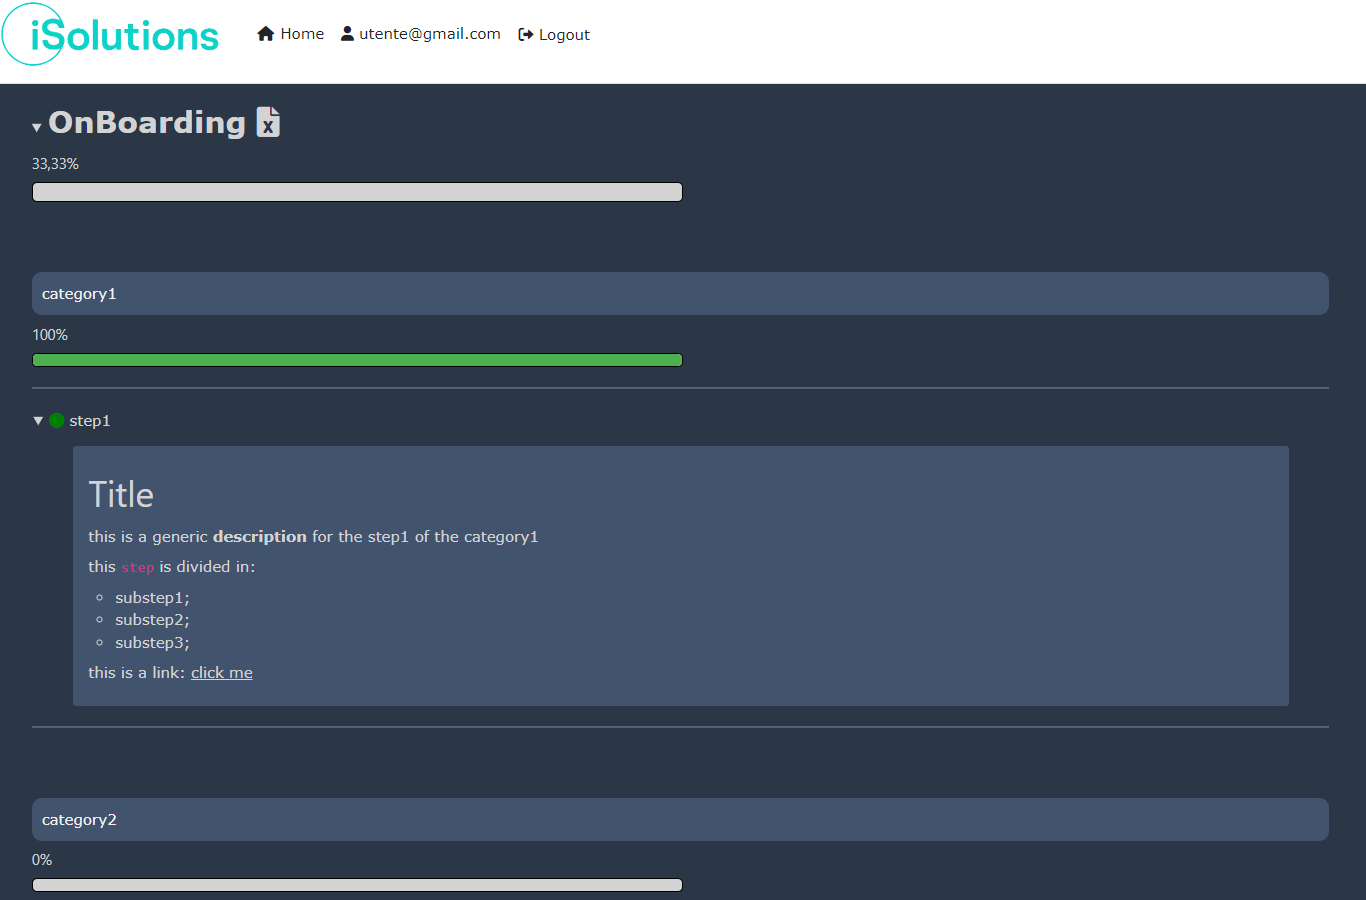 iSolutions
Home utente@gmail.com Logout
OnBoarding
33,33%
category1
100%
step1
Title
this is a generic description for the step1 of the category1
this step is divided in:
substep1;
substep2;
substep3;
this is a link: click me
category2
0%